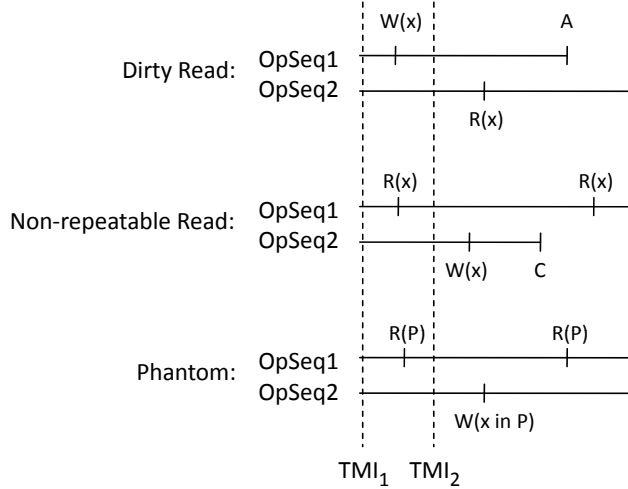 W(x) A
Dirty Read: OpSeq1
OpSeq2
R(x)
R(x) R(x)
Non-repeatable Read: OpSeq1
OpSeq2
W(x) C
R(P) R(P)
Phantom: OpSeq1
OpSeq2
W(x in P)
TMI₁ TMI₂